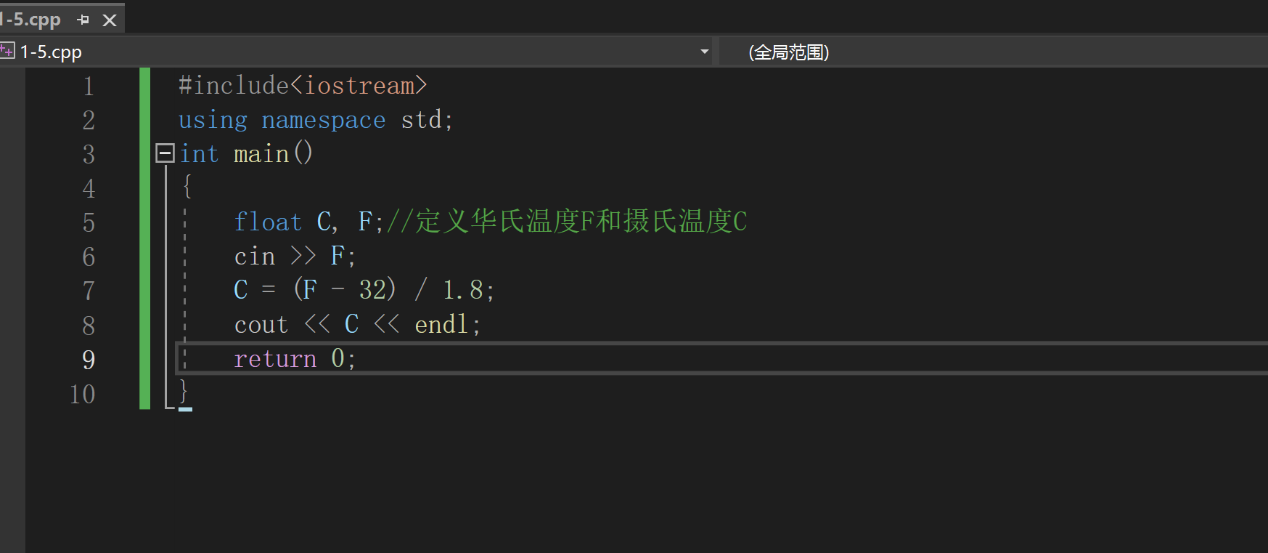 1-5.cpp
1-5.cpp (全局范围)
1 #include<iostream>
2 using namespace std;
3 int main()
4 {
5 float C, F;//定义华氏温度F和摄氏温度C
6 cin >> F;
7 C = (F - 32) / 1.8;
8 cout << C << endl;
9 return 0;
10 }